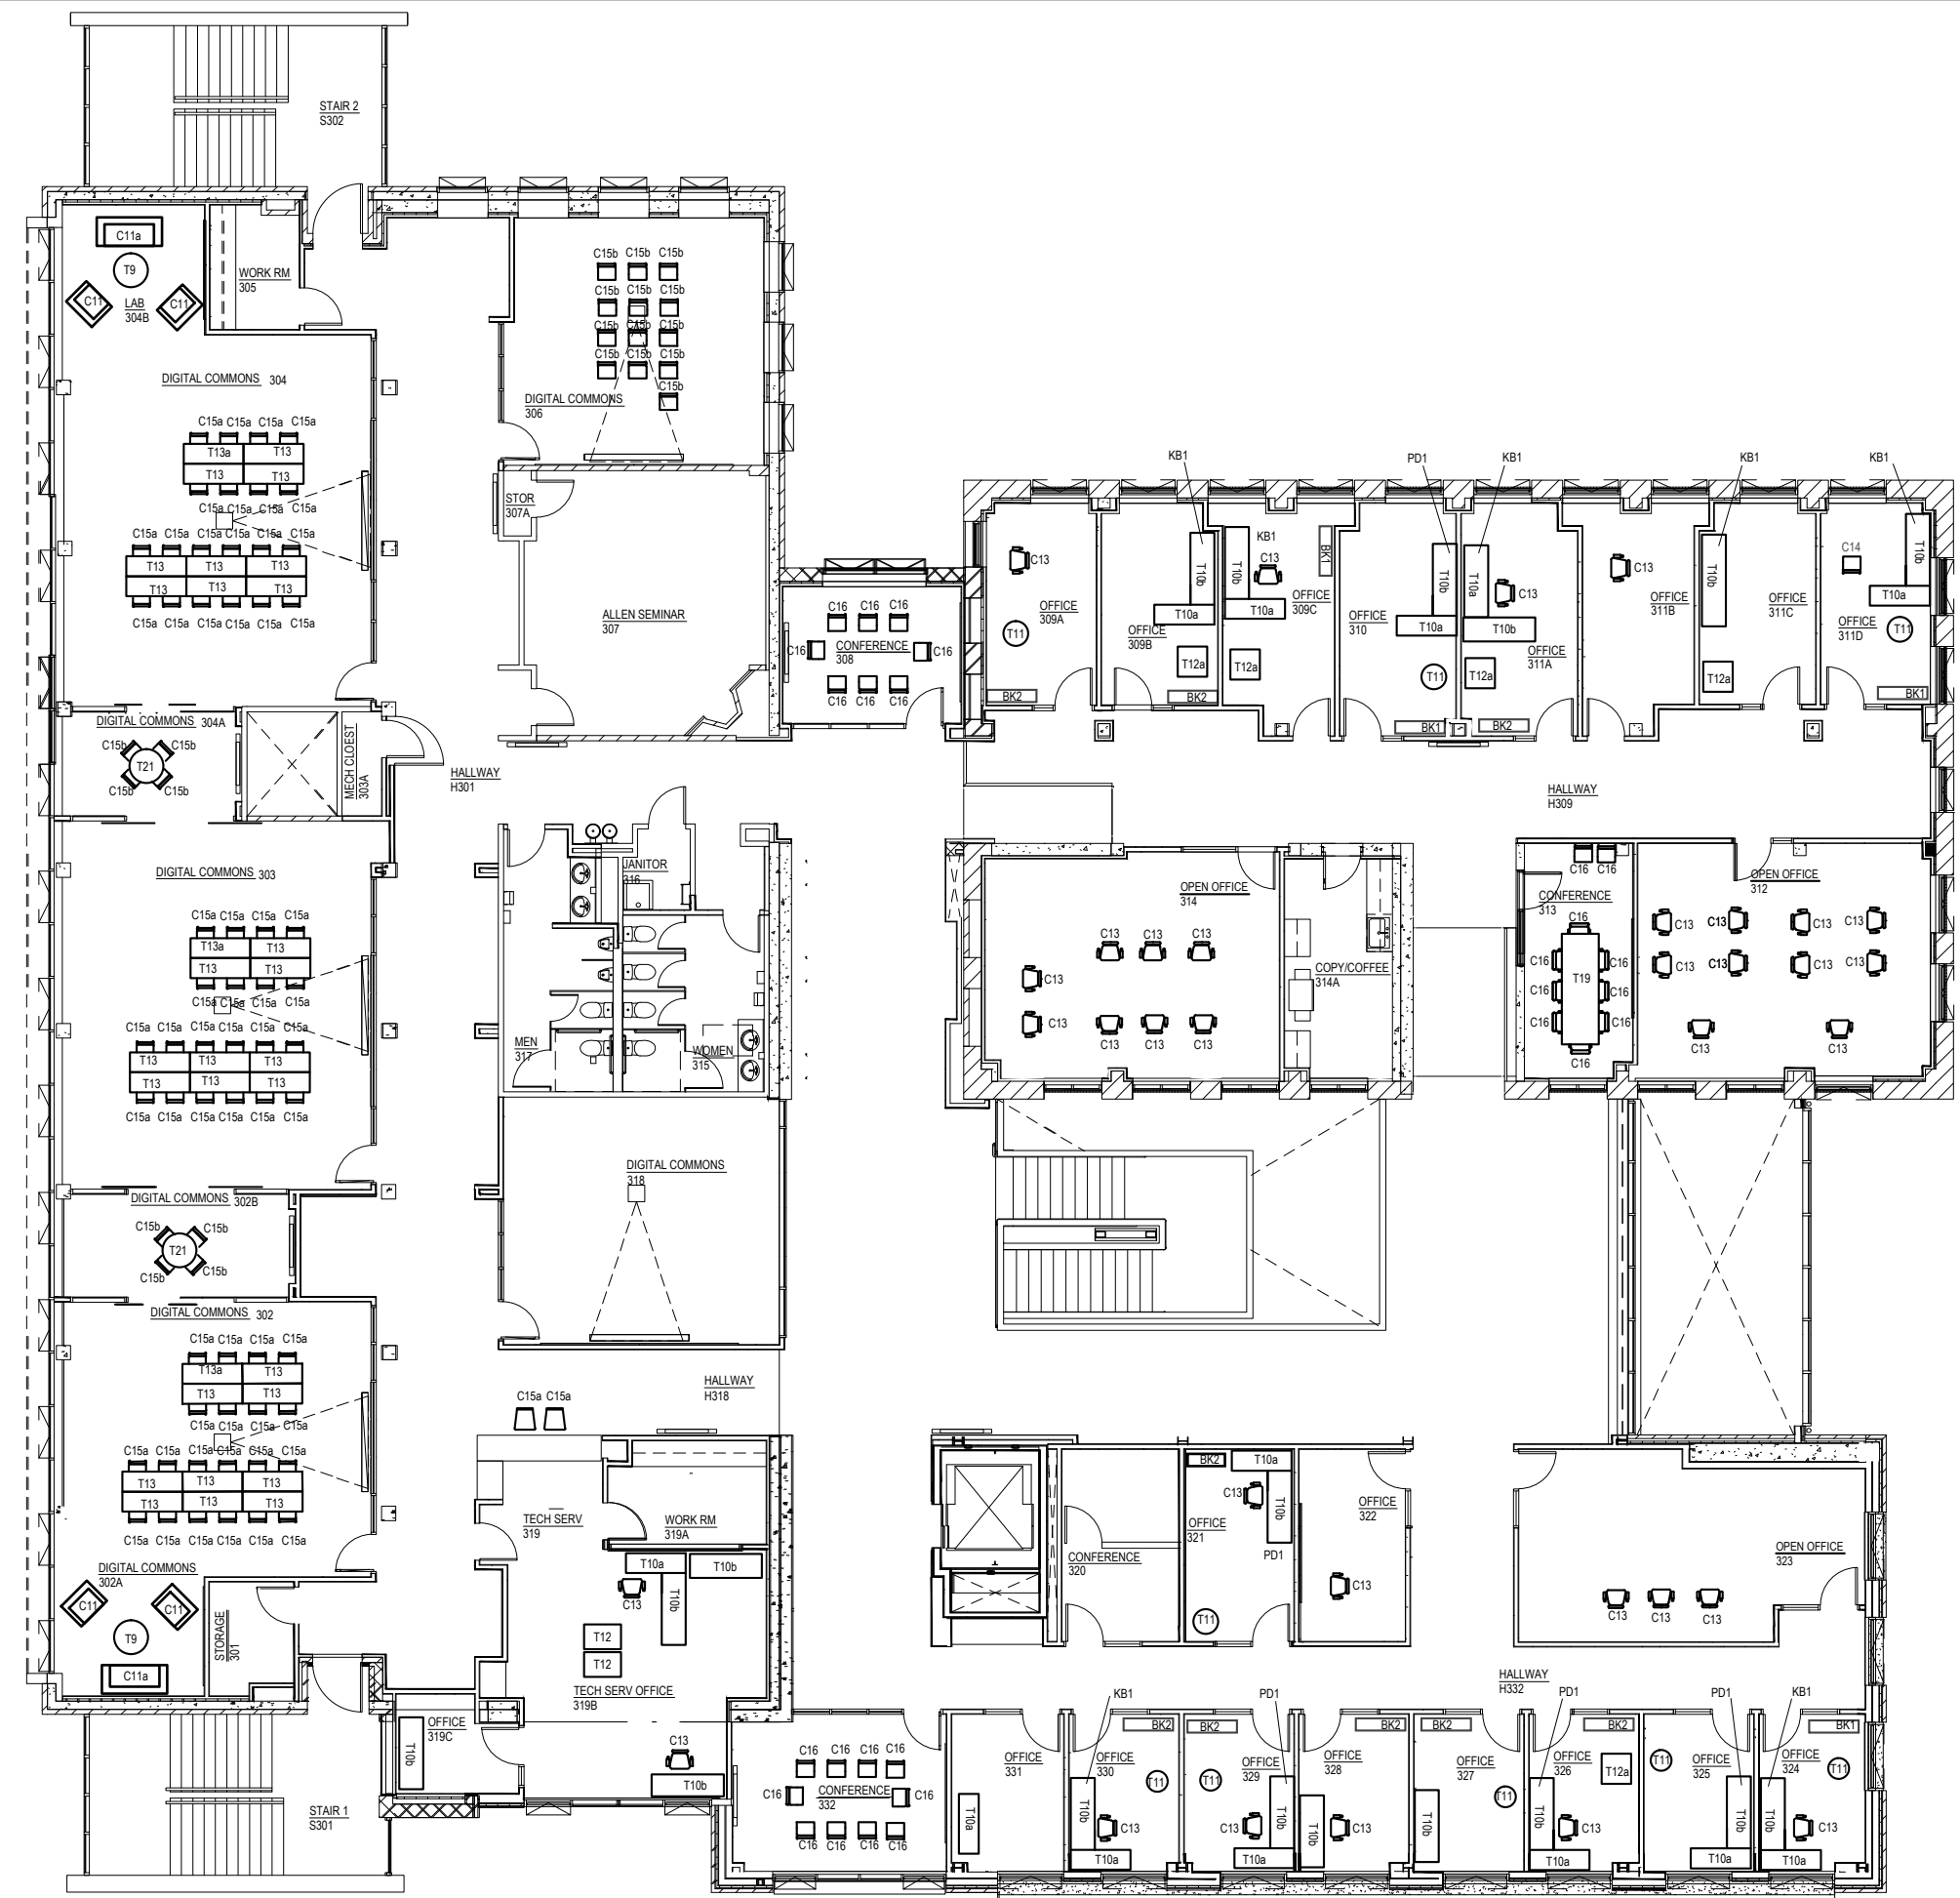 STAIR 2
S302
C11a
T9
C11
C11
LAB
304B
WORK RM
305
DIGITAL COMMONS 304
C15a C15a C15a C15a
T13a T13
T13 T13
C15a C15a C15a C15a
C15a C15a C15a C15a C15a C15a
T13 T13 T13
T13 T13 T13
C15a C15a C15a C15a C15a C15a
C15b C15b C15b
C15b C15b C15b
C15b C15b C15b
C15b C15b C15b
C15b
DIGITAL COMMONS
306
STOR
307A
ALLEN SEMINAR
307
C16 C16 C16
C16 CONFERENCE C16
308
C16 C16 C16
KB1
PD1
KB1
KB1
KB1
C13
OFFICE
309A
T11
BK2
T10b
T10a
OFFICE
309B
T12a
BK2
T10b
KB1
C13
BK1
T10a
OFFICE
309C
T12a
T10b
OFFICE
310
T10a
T11
BK1
T10a
C13
T10b
OFFICE
311A
T12a
BK2
C13
OFFICE
311B
T10b
OFFICE
311C
T12a
C14
T10b
T10a
OFFICE
311D
T11
BK1
DIGITAL COMMONS 304A
C15b C15b
T21
C15b C15b
MECH CLOEST
303A
HALLWAY
H301
HALLWAY
H309
DIGITAL COMMONS 303
C15a C15a C15a C15a
T13a T13
T13 T13
C15a C15a C15a C15a
C15a C15a C15a C15a C15a C15a
T13 T13 T13
T13 T13 T13
C15a C15a C15a C15a C15a C15a
JANITOR
316
MEN
317
WOMEN
315
OPEN OFFICE
314
C13 C13 C13
C13
C13
C13 C13 C13
COPY/COFFEE
314A
C16 C16
CONFERENCE
313
C16
C16 C16
T19
C16 C16
C16 C16
C16
OPEN OFFICE
312
C13 C13 C13 C13
C13 C13 C13 C13
C13 C13
DIGITAL COMMONS 302B
C15b C15b
T21
C15b C15b
DIGITAL COMMONS
318
DIGITAL COMMONS 302
C15a C15a C15a C15a
T13a T13
T13 T13
C15a C15a C15a C15a
C15a C15a C15a C15a C15a C15a
T13 T13 T13
T13 T13 T13
C15a C15a C15a C15a C15a C15a
DIGITAL COMMONS
302A
C11
C11
T9
C11a
STORAGE
301
HALLWAY
H318
C15a C15a
TECH SERV
319
WORK RM
319A
T10a T10b
C13
T10b
T12
T12
TECH SERV OFFICE
319B
OFFICE
319C
T10b
C13
T10b
CONFERENCE
320
BK2
T10a
C13
T10b
OFFICE
321
PD1
T11
OFFICE
322
C13
OPEN OFFICE
323
C13 C13 C13
HALLWAY
H332
STAIR 1
S301
C16 C16 C16 C16
C16 CONFERENCE C16
332
C16 C16 C16 C16
KB1
PD1
PD1
PD1
KB1
OFFICE
331
T10a
BK2
OFFICE
330
T11
T10b
C13
T10a
BK2
OFFICE
329
T11
C13
T10b
T10a
BK2
OFFICE
328
T10b
C13
BK2
OFFICE
327
T11
T10b
BK2
OFFICE
326
T12a
T10b
C13
T10a
T11
OFFICE
325
T10b
T10a
BK1
OFFICE
324
T11
T10b
C13
T10a